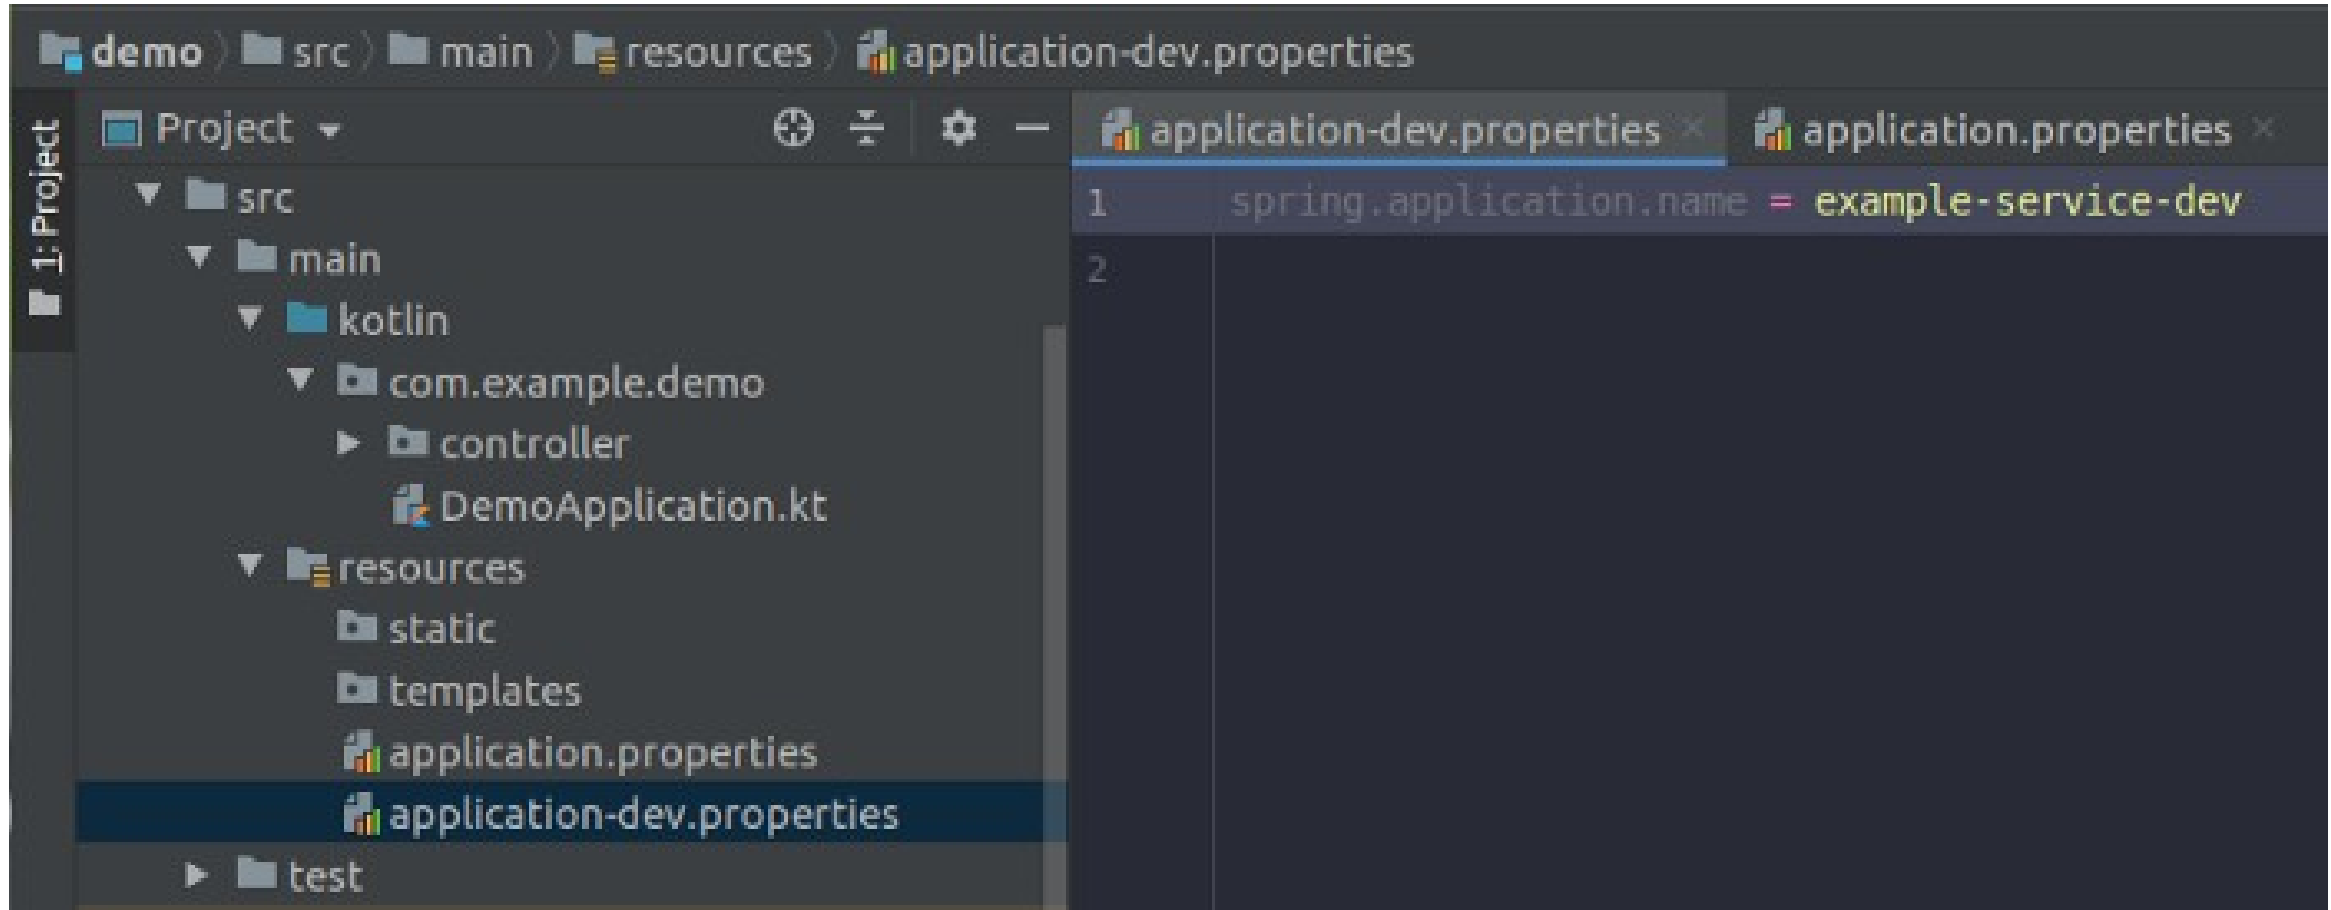 demo src main resources application-dev.properties
1: Project
Project
src
main
kotlin
com.example.demo
controller
DemoApplication.kt
resources
static
templates
application.properties
application-dev.properties
test
application-dev.properties application.properties
1 spring.application.name = example-service-dev
2